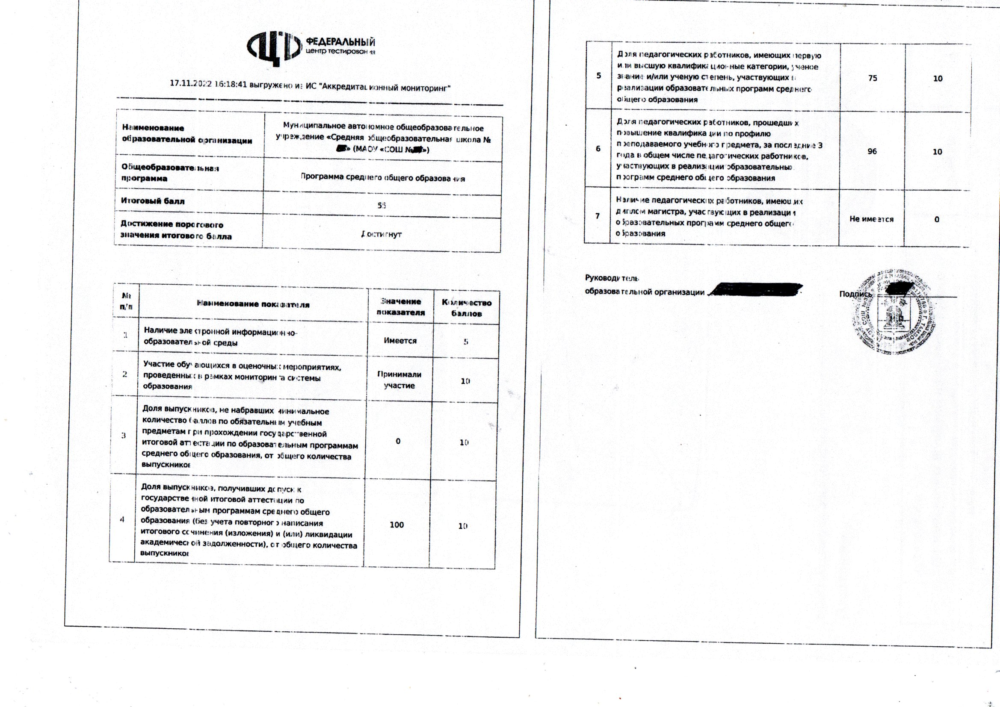 ФЕДЕРАЛЬНЫЙ
центр тестирования
17.11.2022 16:18:41 выгружено из ИС "Аккредитационный мониторинг"
Наименование
образовательной организации
Муниципальное автономное общеобразовательное
учреждение «Средняя общеобразовательная школа №
» (МАОУ «СОШ №»)
Общеобразовательная
программа
Программа среднего общего образования
Итоговый балл
55
Достижение порогового
значения итогового балла
Достигнут
№
п/п
Наименование показателя
Значение
показателя
Количество
баллов
1
Наличие электронной информационно-
образовательной среды
Имеется
5
2
Участие обучающихся в оценочных мероприятиях,
проведенных в рамках мониторинга системы
образования
Принимали
участие
10
3
Доля выпускников, не набравших минимальное
количество баллов по обязательным учебным
предметам при прохождении государственной
итоговой аттестации по образовательным программам
среднего общего образования, от общего количества
выпускников
0
10
4
Доля выпускников, получивших допуск к
государственной итоговой аттестации по
образовательным программам среднего общего
образования (без учета повторного написания
итогового сочинения (изложения) и (или) ликвидации
академической задолженности), от общего количества
выпускников
100
10
5
Доля педагогических работников, имеющих первую
или высшую квалификационные категории, ученое
звание и/или ученую степень, участвующих в
реализации образовательных программ среднего
общего образования
75
10
6
Доля педагогических работников, прошедших
повышение квалификации по профилю
преподаваемого учебного предмета, за последние 3
года в общем числе педагогических работников,
участвующих в реализации образовательных
программ среднего общего образования
96
10
7
Наличие педагогических работников, имеющих
диплом магистра, участвующих в реализации
образовательных программ среднего общего
образования
Не имеется
0
Руководитель
образовательной организации
Подпись
М.П.
Г. ТАМБОВ